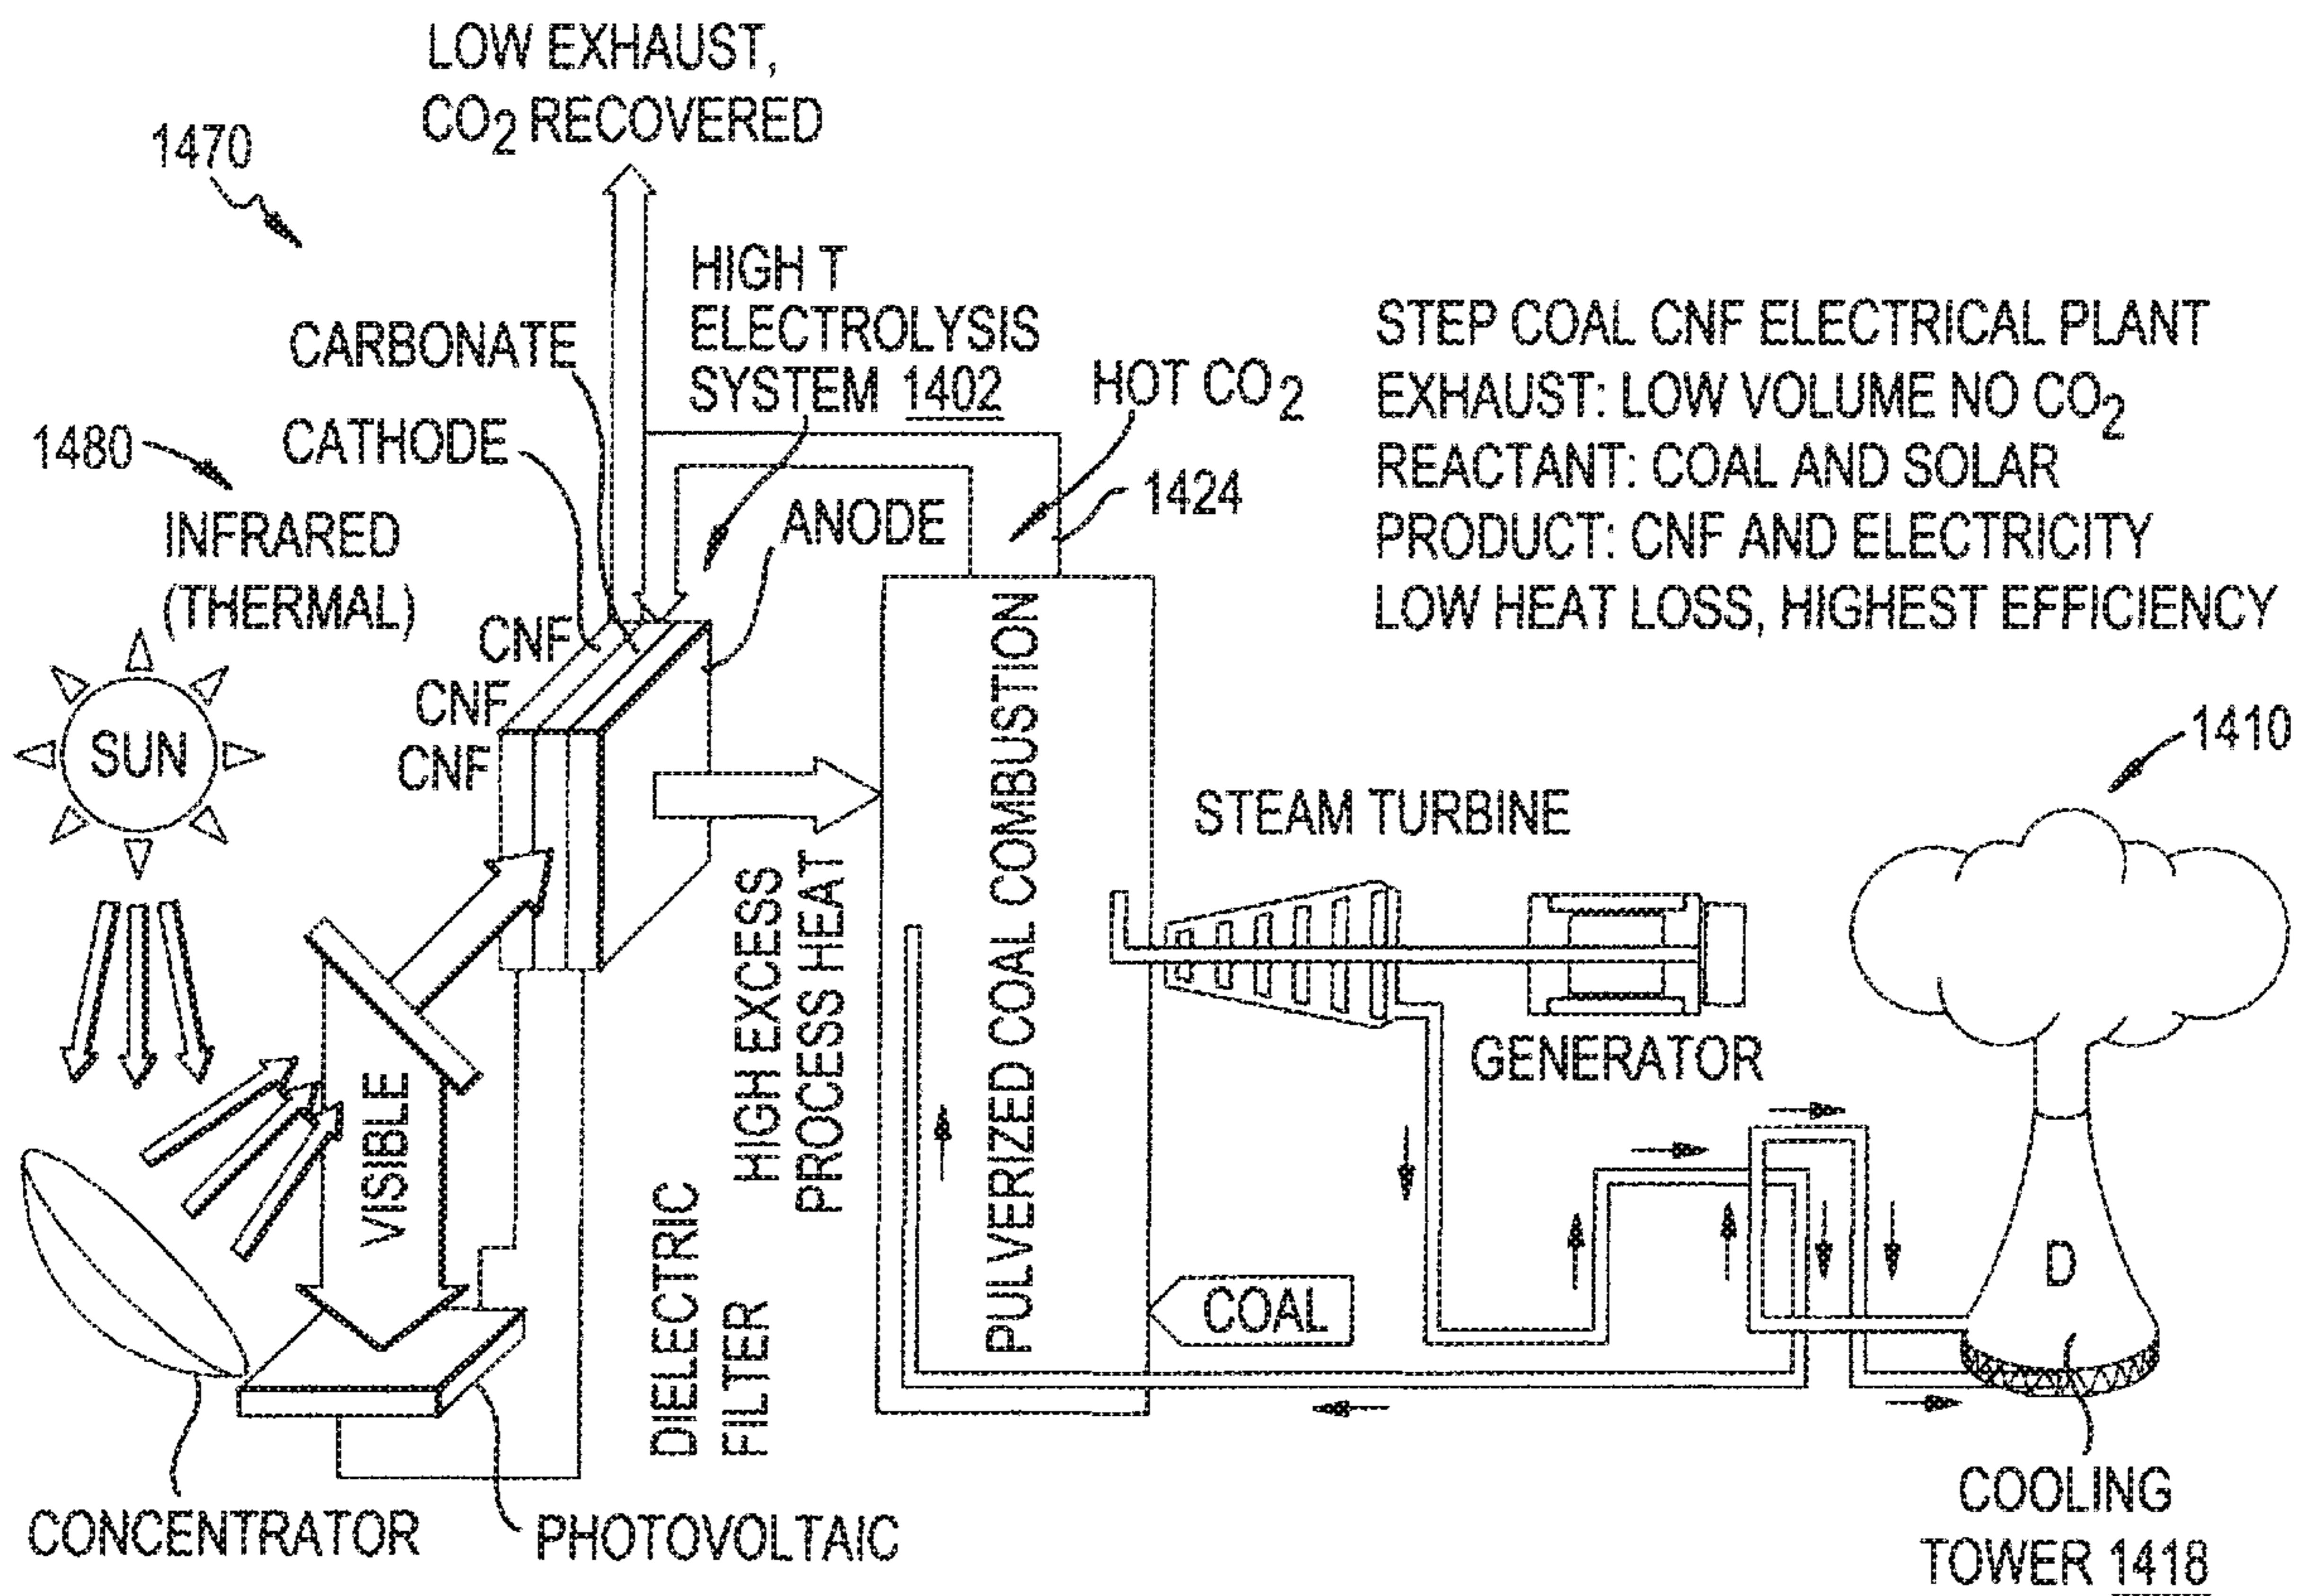 LOW EXHAUST,
CO2 RECOVERED
1470
HIGH T
ELECTROLYSIS
SYSTEM 1402
CARBONATE
CATHODE
1480
INFRARED
(THERMAL)
HOT CO2
1424
ANODE
STEP COAL CNF ELECTRICAL PLANT
EXHAUST: LOW VOLUME NO CO2
REACTANT: COAL AND SOLAR
PRODUCT: CNF AND ELECTRICITY
LOW HEAT LOSS, HIGHEST EFFICIENCY
CNF
CNF
CNF
SUN
1410
STEAM TURBINE
GENERATOR
PULVERIZED COAL COMBUSTION
HIGH EXCESS
PROCESS HEAT
VISIBLE
DIELECTRIC
FILTER
COAL
D
CONCENTRATOR
PHOTOVOLTAIC
COOLING
TOWER 1418